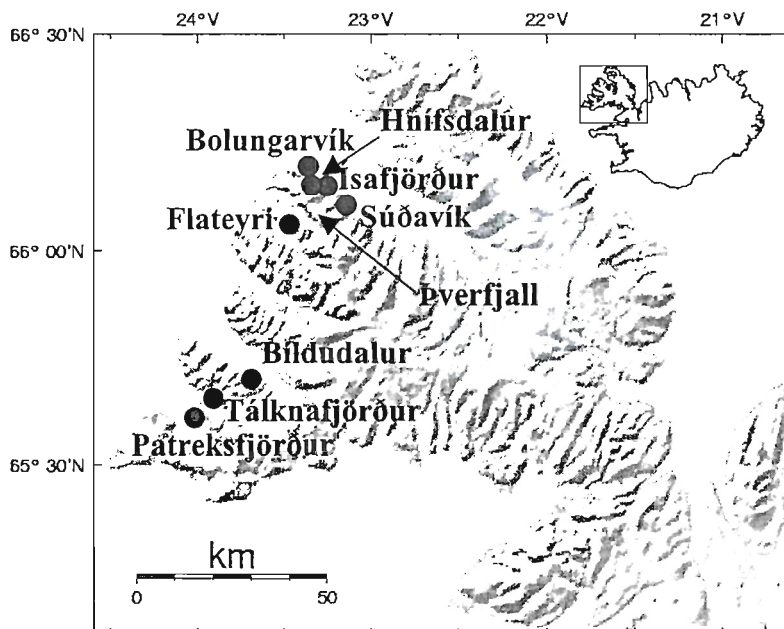 24°V 23°V 22°V 21°V
66° 30'N
Hnífsdalur
Bolungarvík
Ísafjörður
Súðavík
Flateyri
66° 00'N
Þverfjall
Bíldudalur
Tálknafjörður
Patreksfjörður
65° 30'N
km
0 50